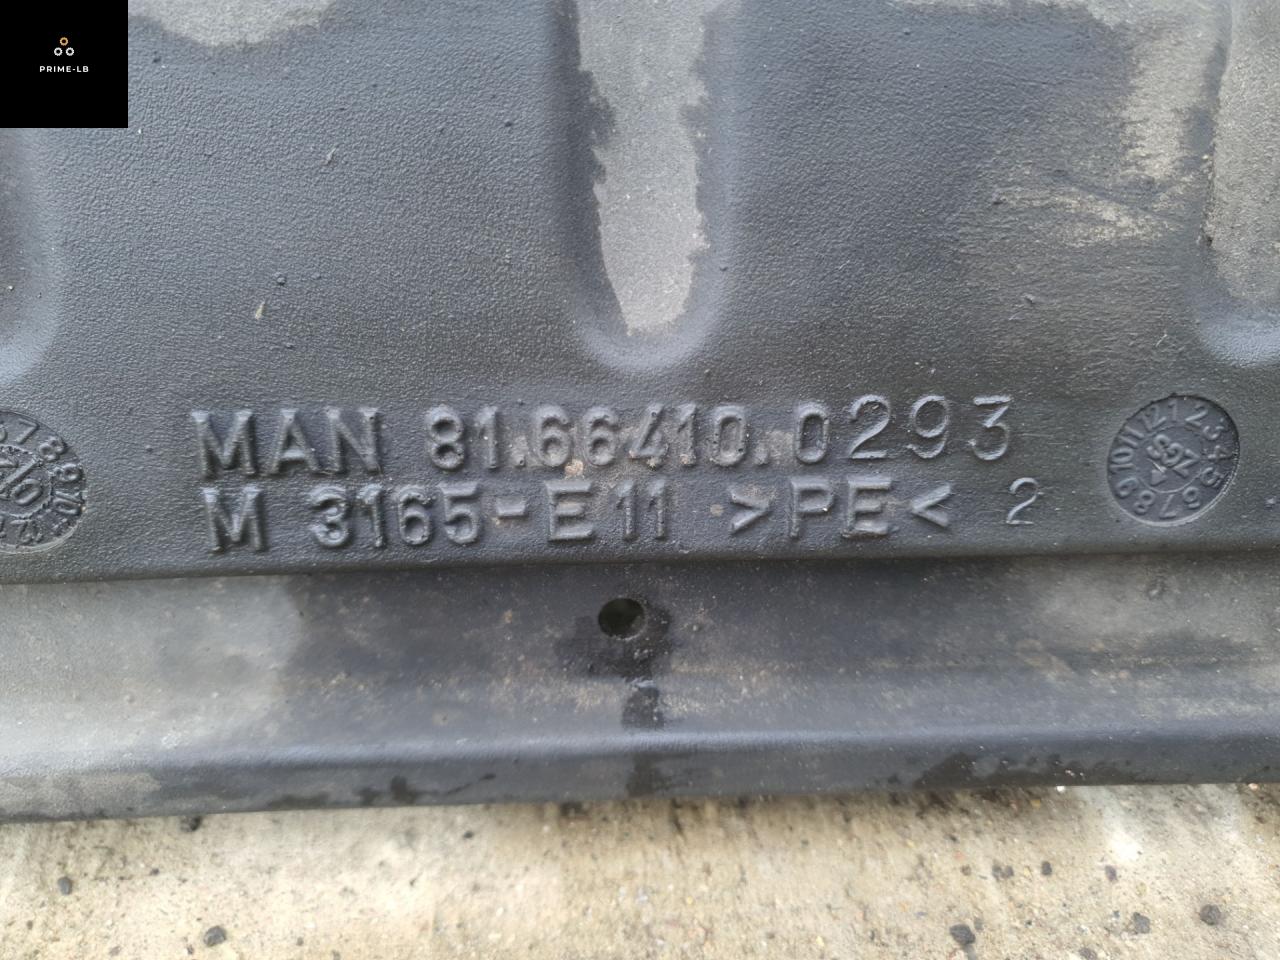 PRIME-LB
MAN 81.66410.0293
M 3165-E11 >PE< 2